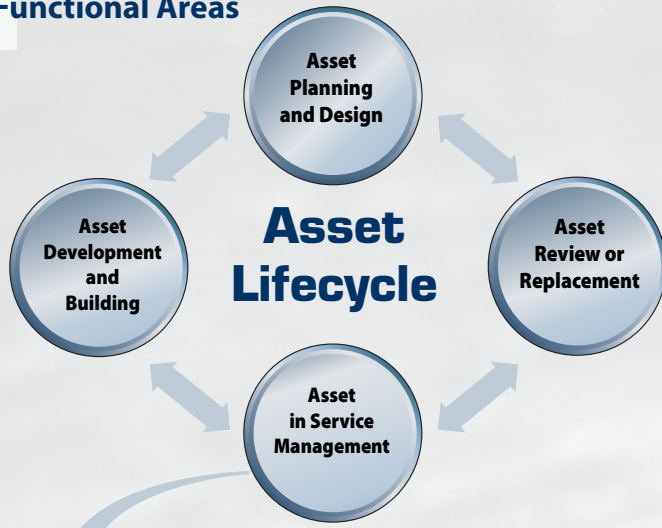 Functional Areas
Asset
Planning
and Design
Asset
Development
and
Building
Asset
Lifecycle
Asset
Review or
Replacement
Asset
in Service
Management